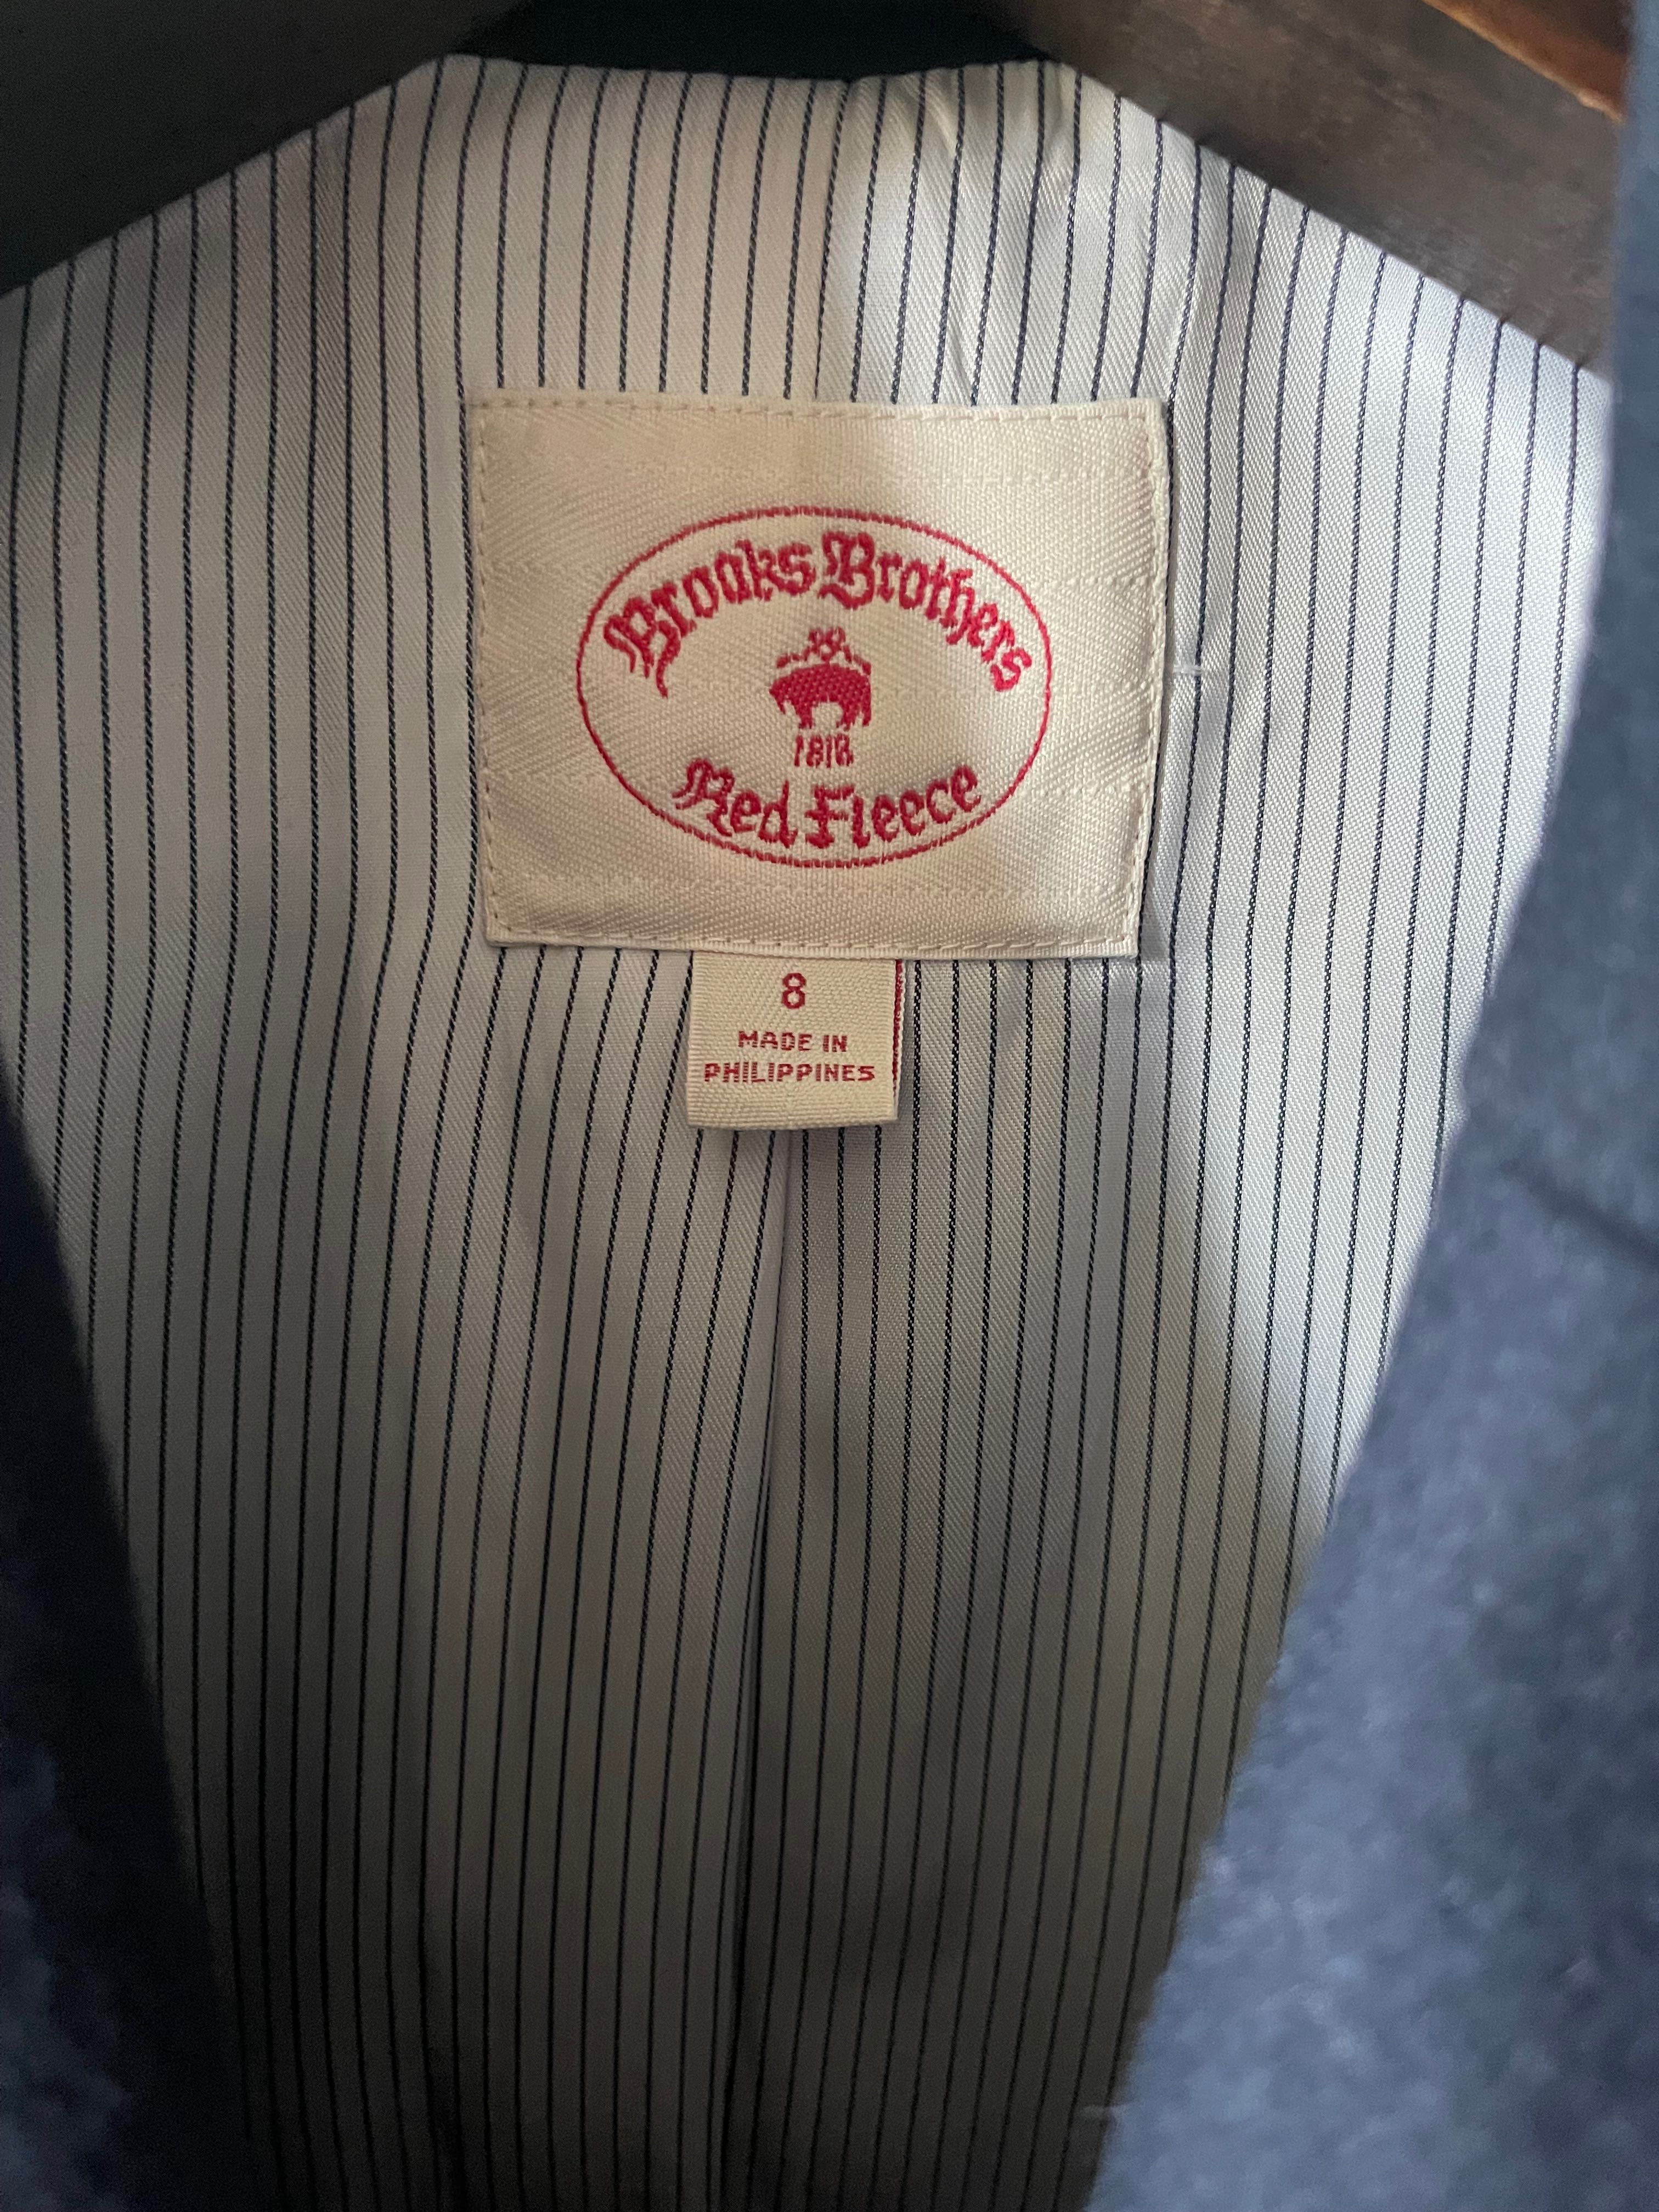 Brooks Brothers
1818
Red Fleece
8
MADE IN
PHILIPPINES